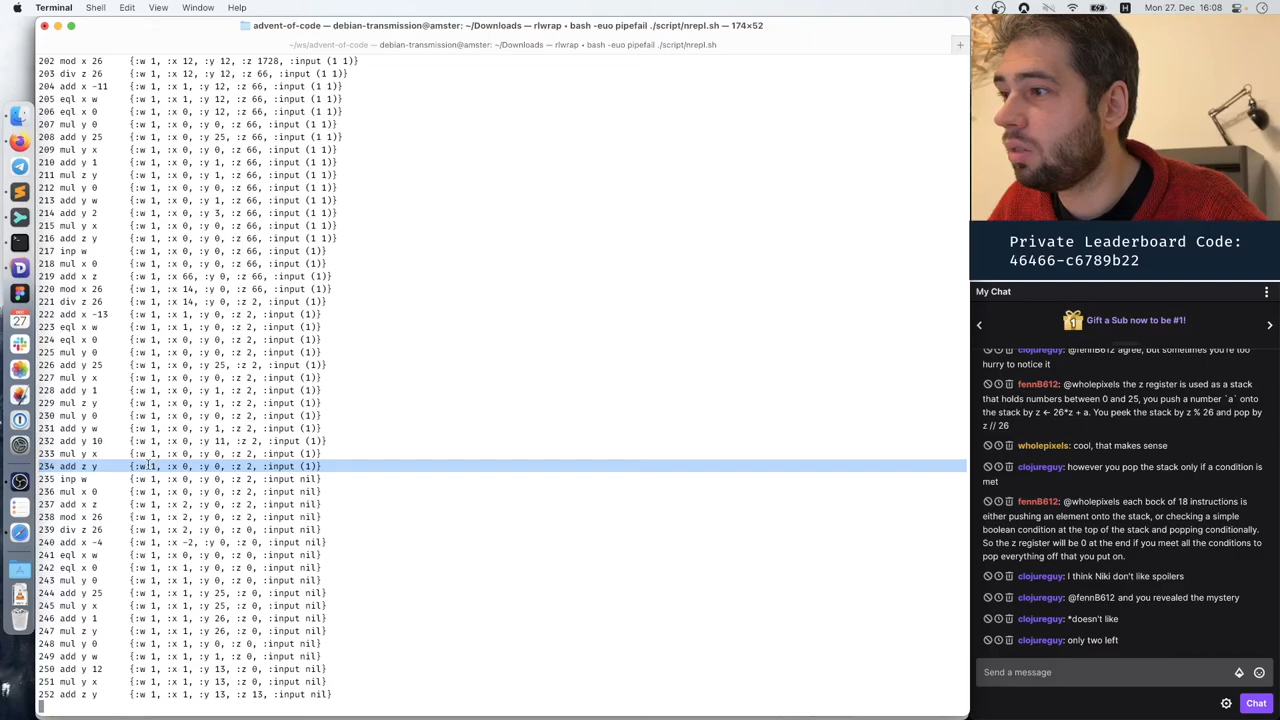 Terminal Shell Edit View Window Help
Mon 27. Dec 16:08
advent-of-code — debian-transmission@amster: ~/Downloads — rlwrap • bash -euo pipefail ./script/nrepl.sh — 174×52
~/ws/advent-of-code — debian-transmission@amster: ~/Downloads — rlwrap • bash -euo pipefail ./script/nrepl.sh
202 mod x 26 {:w 1, :x 12, :y 12, :z 1728, :input (1 1)}
203 div z 26 {:w 1, :x 12, :y 12, :z 66, :input (1 1)}
204 add x -11 {:w 1, :x 1, :y 12, :z 66, :input (1 1)}
205 eql x w {:w 1, :x 1, :y 12, :z 66, :input (1 1)}
206 eql x 0 {:w 1, :x 0, :y 12, :z 66, :input (1 1)}
207 mul y 0 {:w 1, :x 0, :y 0, :z 66, :input (1 1)}
208 add y 25 {:w 1, :x 0, :y 25, :z 66, :input (1 1)}
209 mul y x {:w 1, :x 0, :y 0, :z 66, :input (1 1)}
210 add y 1 {:w 1, :x 0, :y 1, :z 66, :input (1 1)}
211 mul z y {:w 1, :x 0, :y 1, :z 66, :input (1 1)}
212 mul y 0 {:w 1, :x 0, :y 0, :z 66, :input (1 1)}
213 add y w {:w 1, :x 0, :y 1, :z 66, :input (1 1)}
214 add y 2 {:w 1, :x 0, :y 3, :z 66, :input (1 1)}
215 mul y x {:w 1, :x 0, :y 0, :z 66, :input (1 1)}
216 add z y {:w 1, :x 0, :y 0, :z 66, :input (1 1)}
217 inp w {:w 1, :x 0, :y 0, :z 66, :input (1)}
218 mul x 0 {:w 1, :x 0, :y 0, :z 66, :input (1)}
219 add x z {:w 1, :x 66, :y 0, :z 66, :input (1)}
220 mod x 26 {:w 1, :x 14, :y 0, :z 66, :input (1)}
221 div z 26 {:w 1, :x 14, :y 0, :z 2, :input (1)}
222 add x -13 {:w 1, :x 1, :y 0, :z 2, :input (1)}
223 eql x w {:w 1, :x 1, :y 0, :z 2, :input (1)}
224 eql x 0 {:w 1, :x 0, :y 0, :z 2, :input (1)}
225 mul y 0 {:w 1, :x 0, :y 0, :z 2, :input (1)}
226 add y 25 {:w 1, :x 0, :y 25, :z 2, :input (1)}
227 mul y x {:w 1, :x 0, :y 0, :z 2, :input (1)}
228 add y 1 {:w 1, :x 0, :y 1, :z 2, :input (1)}
229 mul z y {:w 1, :x 0, :y 1, :z 2, :input (1)}
230 mul y 0 {:w 1, :x 0, :y 0, :z 2, :input (1)}
231 add y w {:w 1, :x 0, :y 1, :z 2, :input (1)}
232 add y 10 {:w 1, :x 0, :y 11, :z 2, :input (1)}
233 mul y x {:w 1, :x 0, :y 0, :z 2, :input (1)}
234 add z y {:w 1, :x 0, :y 0, :z 2, :input (1)}
235 inp w {:w 1, :x 0, :y 0, :z 2, :input nil}
236 mul x 0 {:w 1, :x 0, :y 0, :z 2, :input nil}
237 add x z {:w 1, :x 2, :y 0, :z 2, :input nil}
238 mod x 26 {:w 1, :x 2, :y 0, :z 2, :input nil}
239 div z 26 {:w 1, :x 2, :y 0, :z 0, :input nil}
240 add x -4 {:w 1, :x -2, :y 0, :z 0, :input nil}
241 eql x w {:w 1, :x 0, :y 0, :z 0, :input nil}
242 eql x 0 {:w 1, :x 1, :y 0, :z 0, :input nil}
243 mul y 0 {:w 1, :x 1, :y 0, :z 0, :input nil}
244 add y 25 {:w 1, :x 1, :y 25, :z 0, :input nil}
245 mul y x {:w 1, :x 1, :y 25, :z 0, :input nil}
246 add y 1 {:w 1, :x 1, :y 26, :z 0, :input nil}
247 mul z y {:w 1, :x 1, :y 26, :z 0, :input nil}
248 mul y 0 {:w 1, :x 1, :y 0, :z 0, :input nil}
249 add y w {:w 1, :x 1, :y 1, :z 0, :input nil}
250 add y 12 {:w 1, :x 1, :y 13, :z 0, :input nil}
251 mul y x {:w 1, :x 1, :y 13, :z 0, :input nil}
252 add z y {:w 1, :x 1, :y 13, :z 13, :input nil}
Private Leaderboard Code:
46466-c6789b22
My Chat
Gift a Sub now to be #1!
clojureguy: @fennB612 agree, but sometimes you're too
hurry to notice it
fennB612: @wholepixels the z register is used as a stack
that holds numbers between 0 and 25, you push a number `a` onto
the stack by z <- 26*z + a. You peek the stack by z % 26 and pop by
z // 26
wholepixels: cool, that makes sense
clojureguy: however you pop the stack only if a condition is
met
fennB612: @wholepixels each bock of 18 instructions is
either pushing an element onto the stack, or checking a simple
boolean condition at the top of the stack and popping conditionally.
So the z register will be 0 at the end if you meet all the conditions to
pop everything off that you put on.
clojureguy: I think Niki don't like spoilers
clojureguy: @fennB612 and you revealed the mystery
clojureguy: *doesn't like
clojureguy: only two left
Send a message
Chat